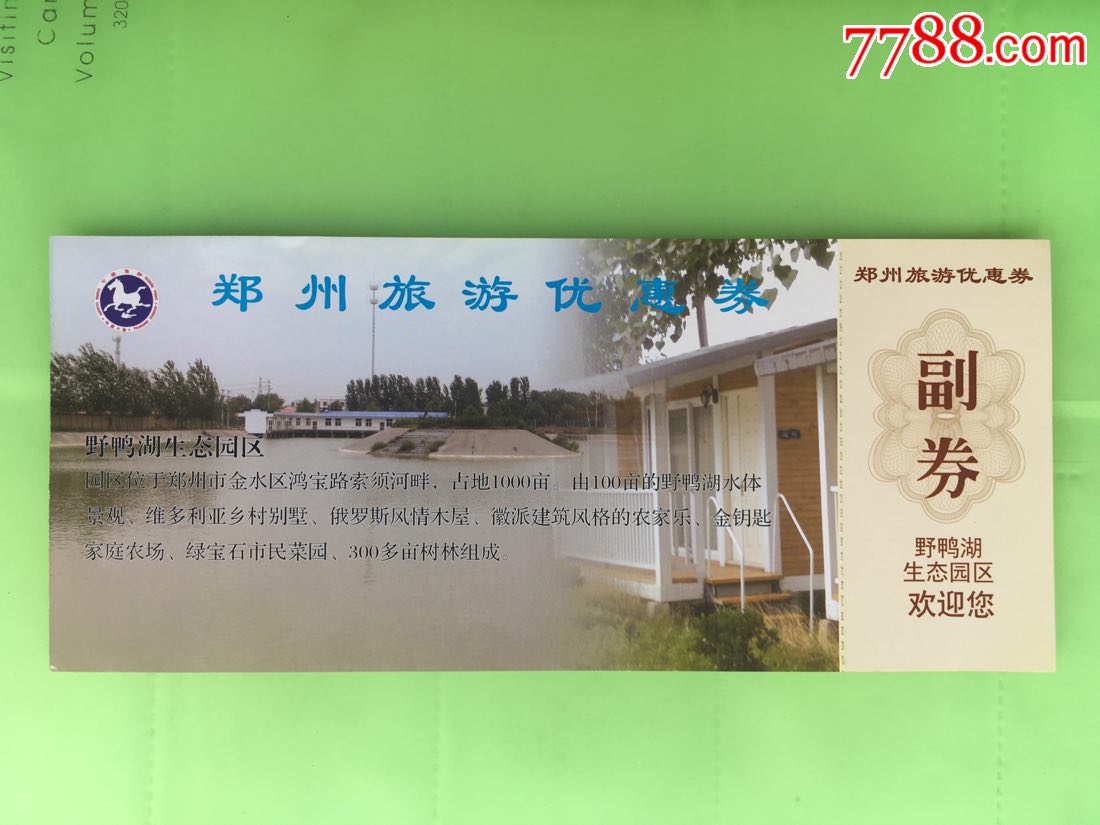 Visiting
Car
Volum
320
7788.com
郑州旅游优惠券
野鸭湖生态园区
园区位于郑州市金水区鸿宝路索须河畔，占地1000亩。由100亩的野鸭湖水体
景观、维多利亚乡村别墅、俄罗斯风情木屋、徽派建筑风格的农家乐、金钥匙
家庭农场、绿宝石市民菜园、300多亩树林组成。
郑州旅游优惠券
副券
野鸭湖
生态园区
欢迎您